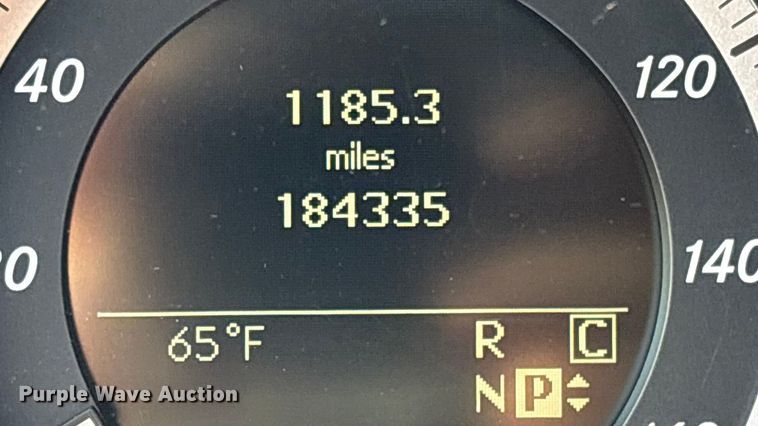 40
120
1185.3
miles
184335
140
65°F
R C
N P
Purple Wave Auction